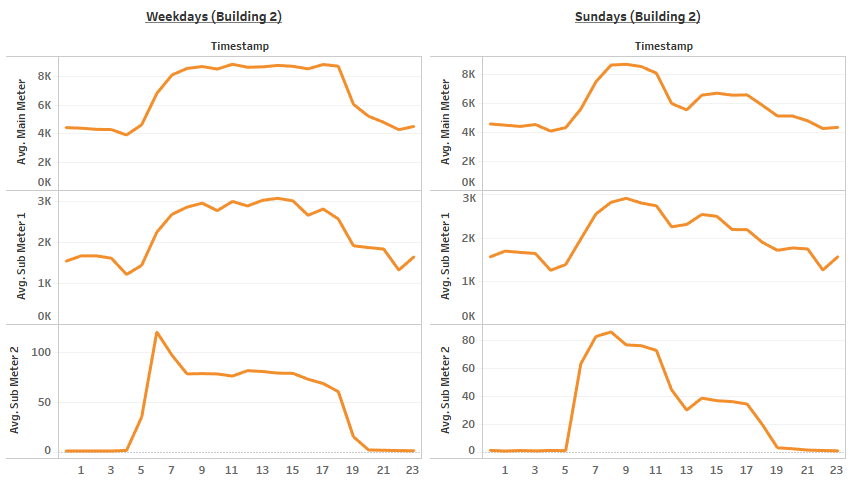 Weekdays (Building 2)
Timestamp
Avg. Main Meter
8K
6K
4K
2K
0K
Avg. Sub Meter 1
3K
2K
1K
0K
Avg. Sub Meter 2
100
50
0
1 3 5 7 9 11 13 15 17 19 21 23
Sundays (Building 2)
Timestamp
Avg. Main Meter
8K
6K
4K
2K
0K
Avg. Sub Meter 1
3K
2K
1K
0K
Avg. Sub Meter 2
80
60
40
20
0
1 3 5 7 9 11 13 15 17 19 21 23